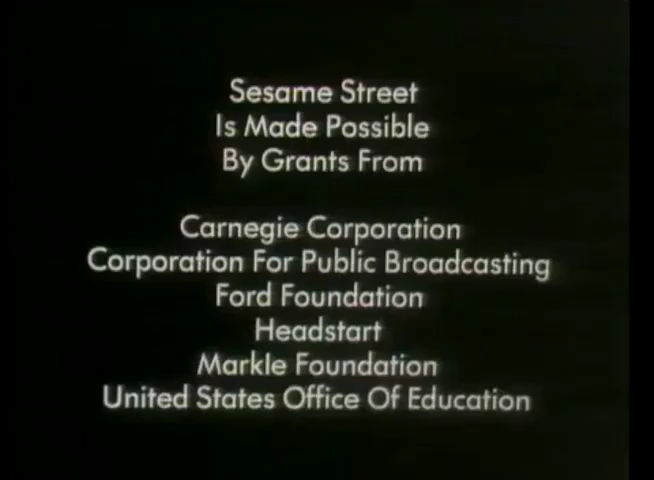 Sesame Street
Is Made Possible
By Grants From
Carnegie Corporation
Corporation For Public Broadcasting
Ford Foundation
Headstart
Markle Foundation
United States Office Of Education